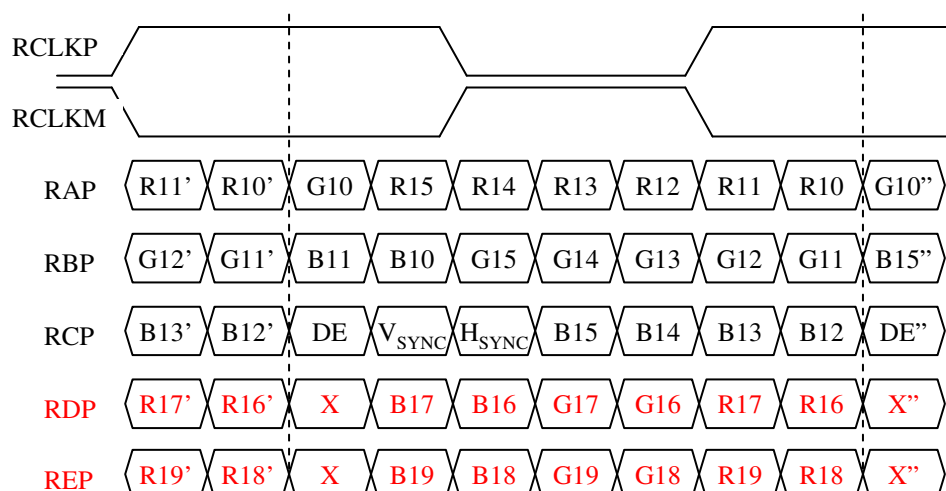 RCLKP
RCLKM
RAP R11' R10' G10 R15 R14 R13 R12 R11 R10 G10”
RBP G12' G11' B11 B10 G15 G14 G13 G12 G11 B15”
RCP B13' B12' DE VSYNC HSYNC B15 B14 B13 B12 DE”
RDP R17' R16' X B17 B16 G17 G16 R17 R16 X”
REP R19' R18' X B19 B18 G19 G18 R19 R18 X”